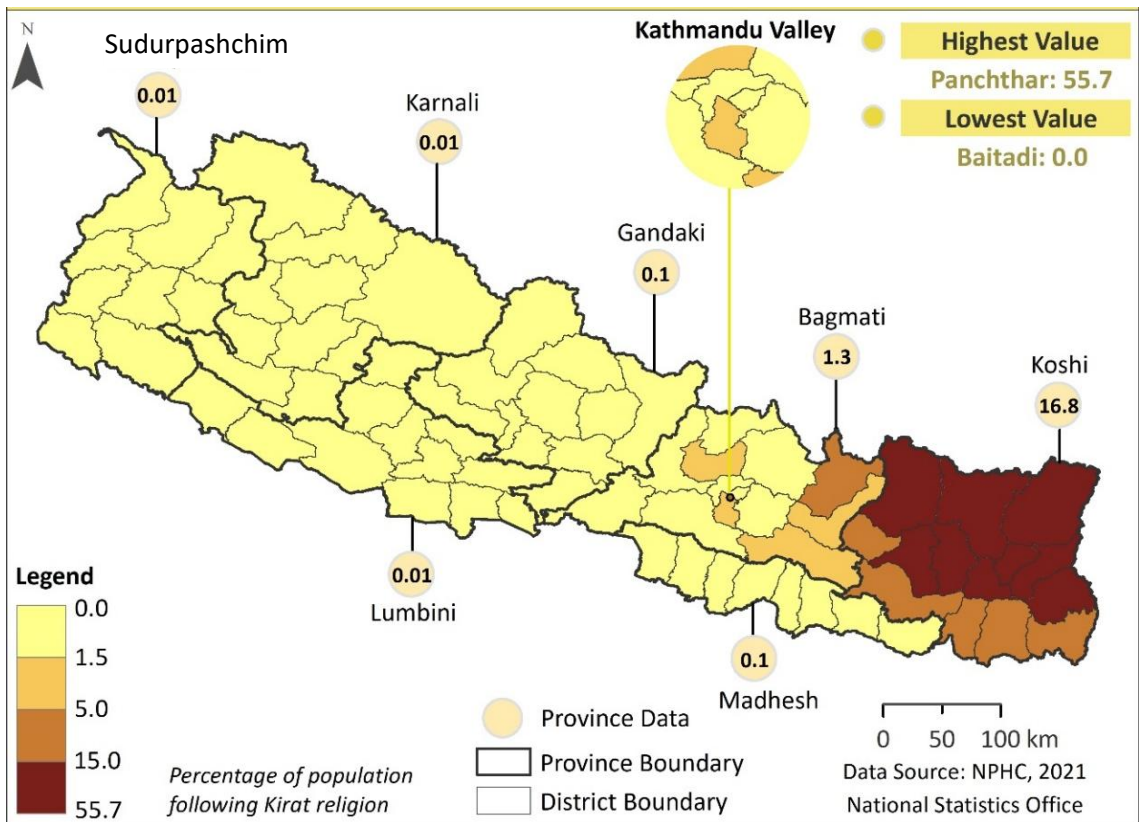 N
Sudurpashchim
0.01
Karnali
0.01
Gandaki
0.1
Kathmandu Valley
Bagmati
1.3
Koshi
16.8
Highest Value
Panchthar: 55.7
Lowest Value
Baitadi: 0.0
0.01
Lumbini
0.1
Madhesh
Legend
0.0
1.5
5.0
15.0
55.7
Percentage of population
following Kirat religion
Province Data
Province Boundary
District Boundary
0 50 100 km
Data Source: NPHC, 2021
National Statistics Office